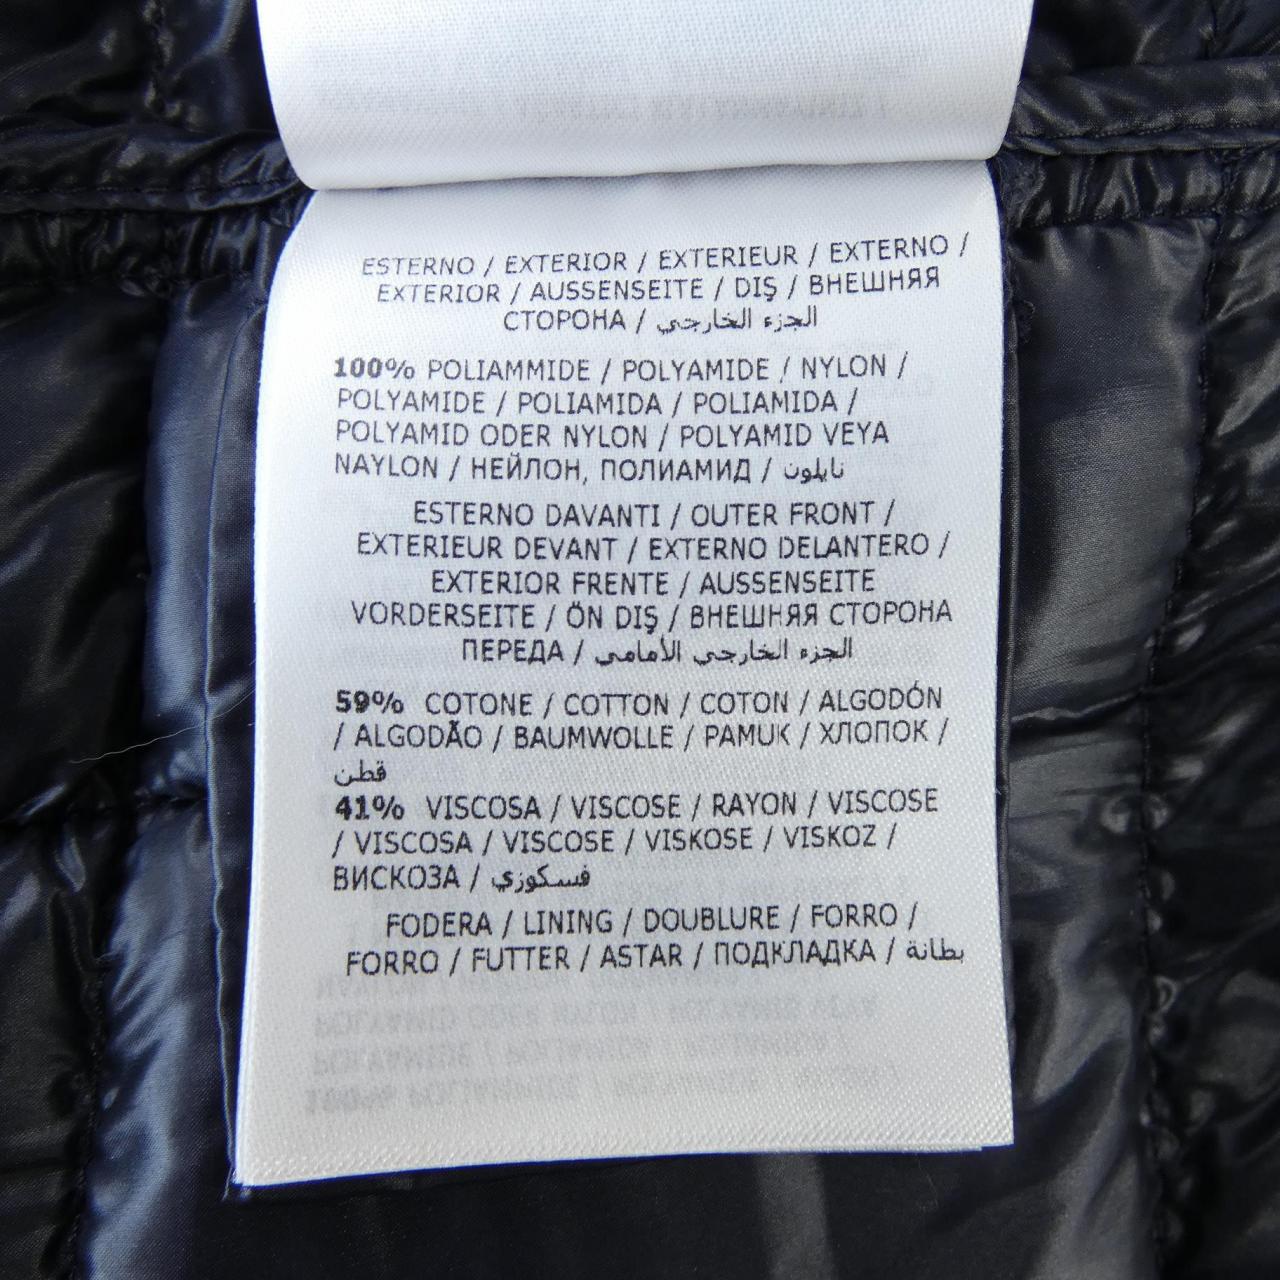 ESTERNO / EXTERIOR / EXTERIEUR / EXTERNO /
EXTERIOR / AUSSENSEITE / DIŞ / ВНЕШНЯЯ
СТОРОНА / الجزء الخارجي
100% POLIAMMIDE / POLYAMIDE / NYLON /
POLYAMIDE / POLIAMIDA / POLIAMIDA /
POLYAMID ODER NYLON / POLYAMID VEYA
NAYLON / НЕЙЛОН, ПОЛИАМИД / نايلون
ESTERNO DAVANTI / OUTER FRONT /
EXTERIEUR DEVANT / EXTERNO DELANTERO /
EXTERIOR FRENTE / AUSSENSEITE
VORDERSEITE / ÖN DIŞ / ВНЕШНЯЯ СТОРОНА
ПЕРЕДА / الجزء الخارجي الأمامي
59% COTONE / COTTON / COTON / ALGODÓN
/ ALGODÃO / BAUMWOLLE / PAMUK / ХЛОПОК /
قطن
41% VISCOSA / VISCOSE / RAYON / VISCOSE
/ VISCOSA / VISCOSE / VISKOSE / VISKOZ /
ВИСКОЗА / فسكوزي
FODERA / LINING / DOUBLURE / FORRO /
FORRO / FUTTER / ASTAR / ПОДКЛАДКА / بطانة